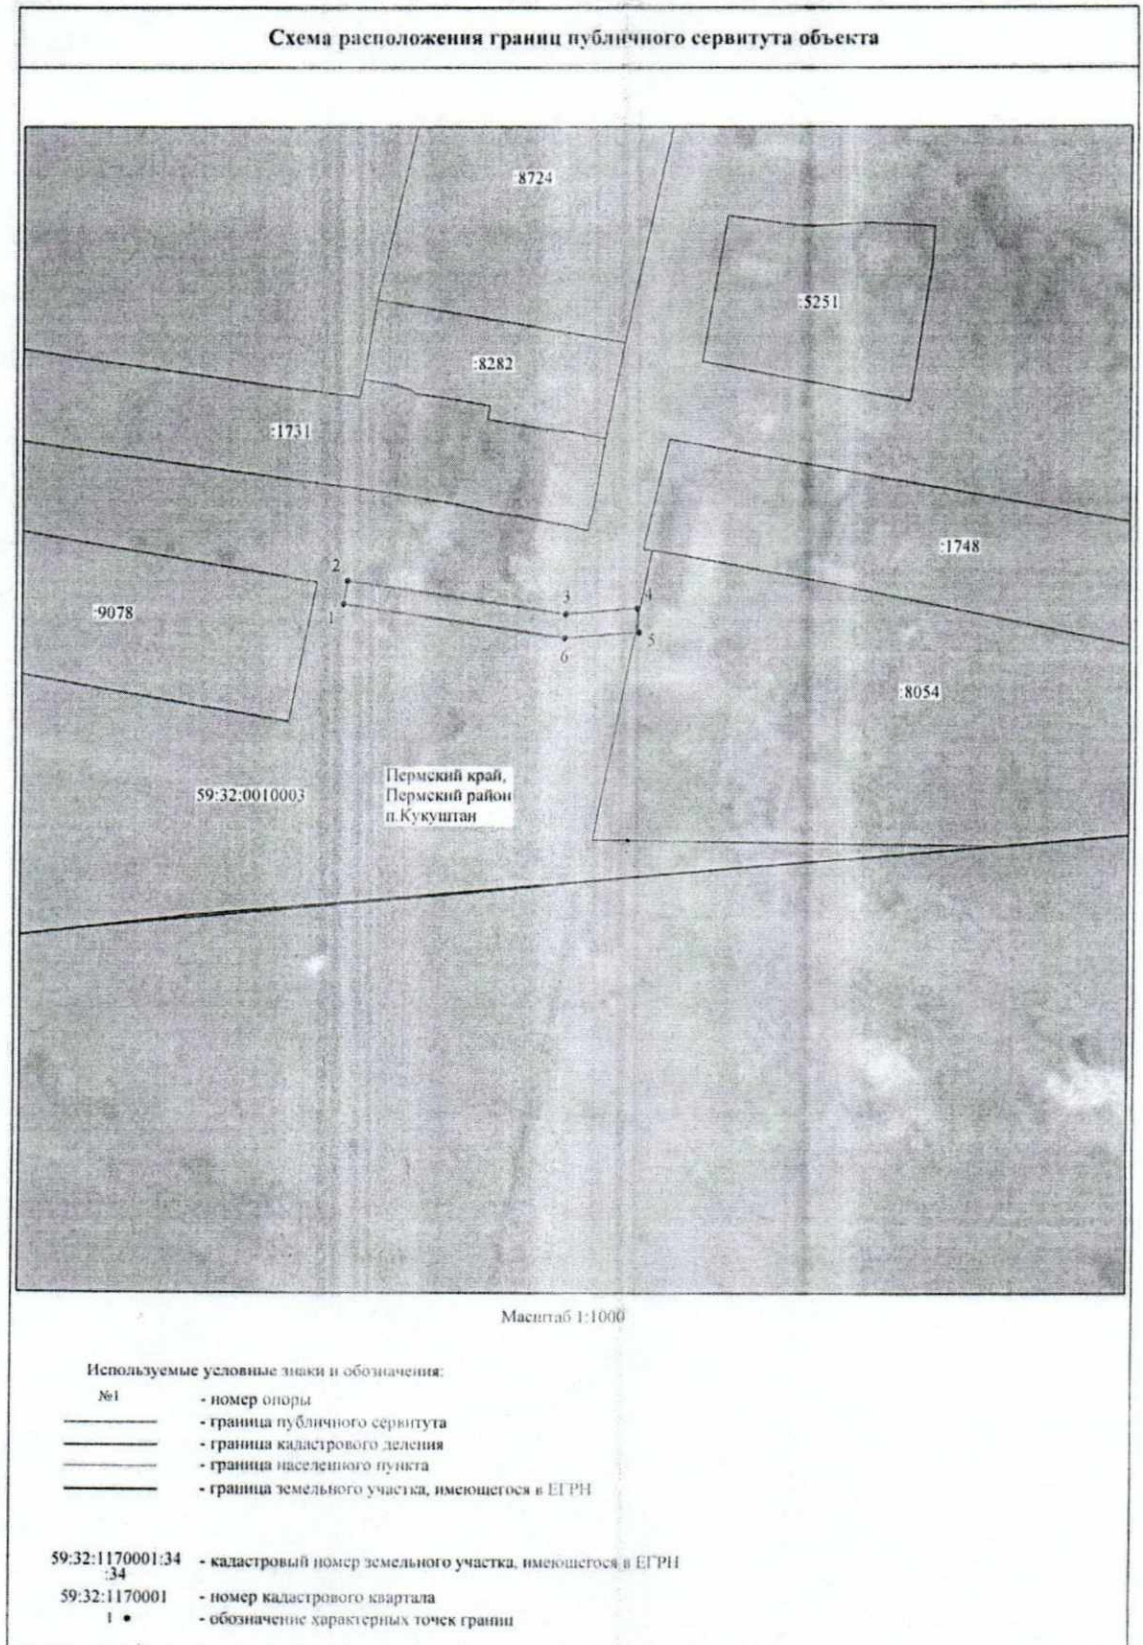 Схема расположения границ публичного сервитута объекта
:8724
:5251
:8282
:1731
:1748
2
:9078
1
3
4
5
6
:8054
59:32:0010003
Пермский край,
Пермский район
п.Кукуштан
Масштаб 1:1000
Используемые условные знаки и обозначения:
№1 - номер опоры
- граница публичного сервитута
- граница кадастрового деления
- граница населенного пункта
- граница земельного участка, имеющегося в ЕГРН
59:32:1170001:34 - кадастровый номер земельного участка, имеющегося в ЕГРН
:34
59:32:1170001 - номер кадастрового квартала
1 • - обозначение характерных точек границ